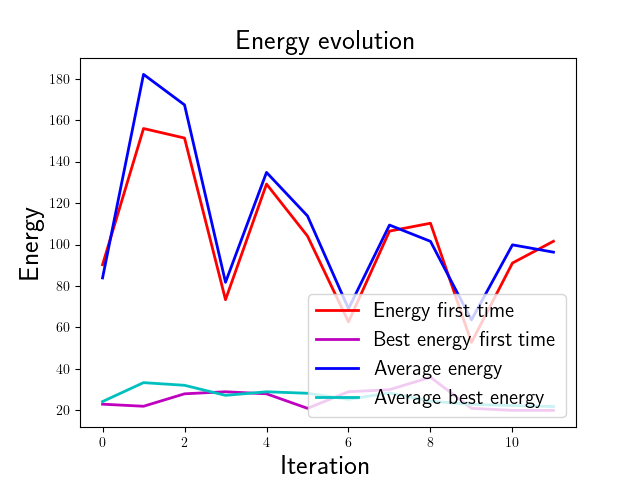 Energy evolution
180
160
140
120
100
80
60
40
20
Energy
Energy first time
Best energy first time
Average energy
Average best energy
0
2
4
6
8
10
Iteration